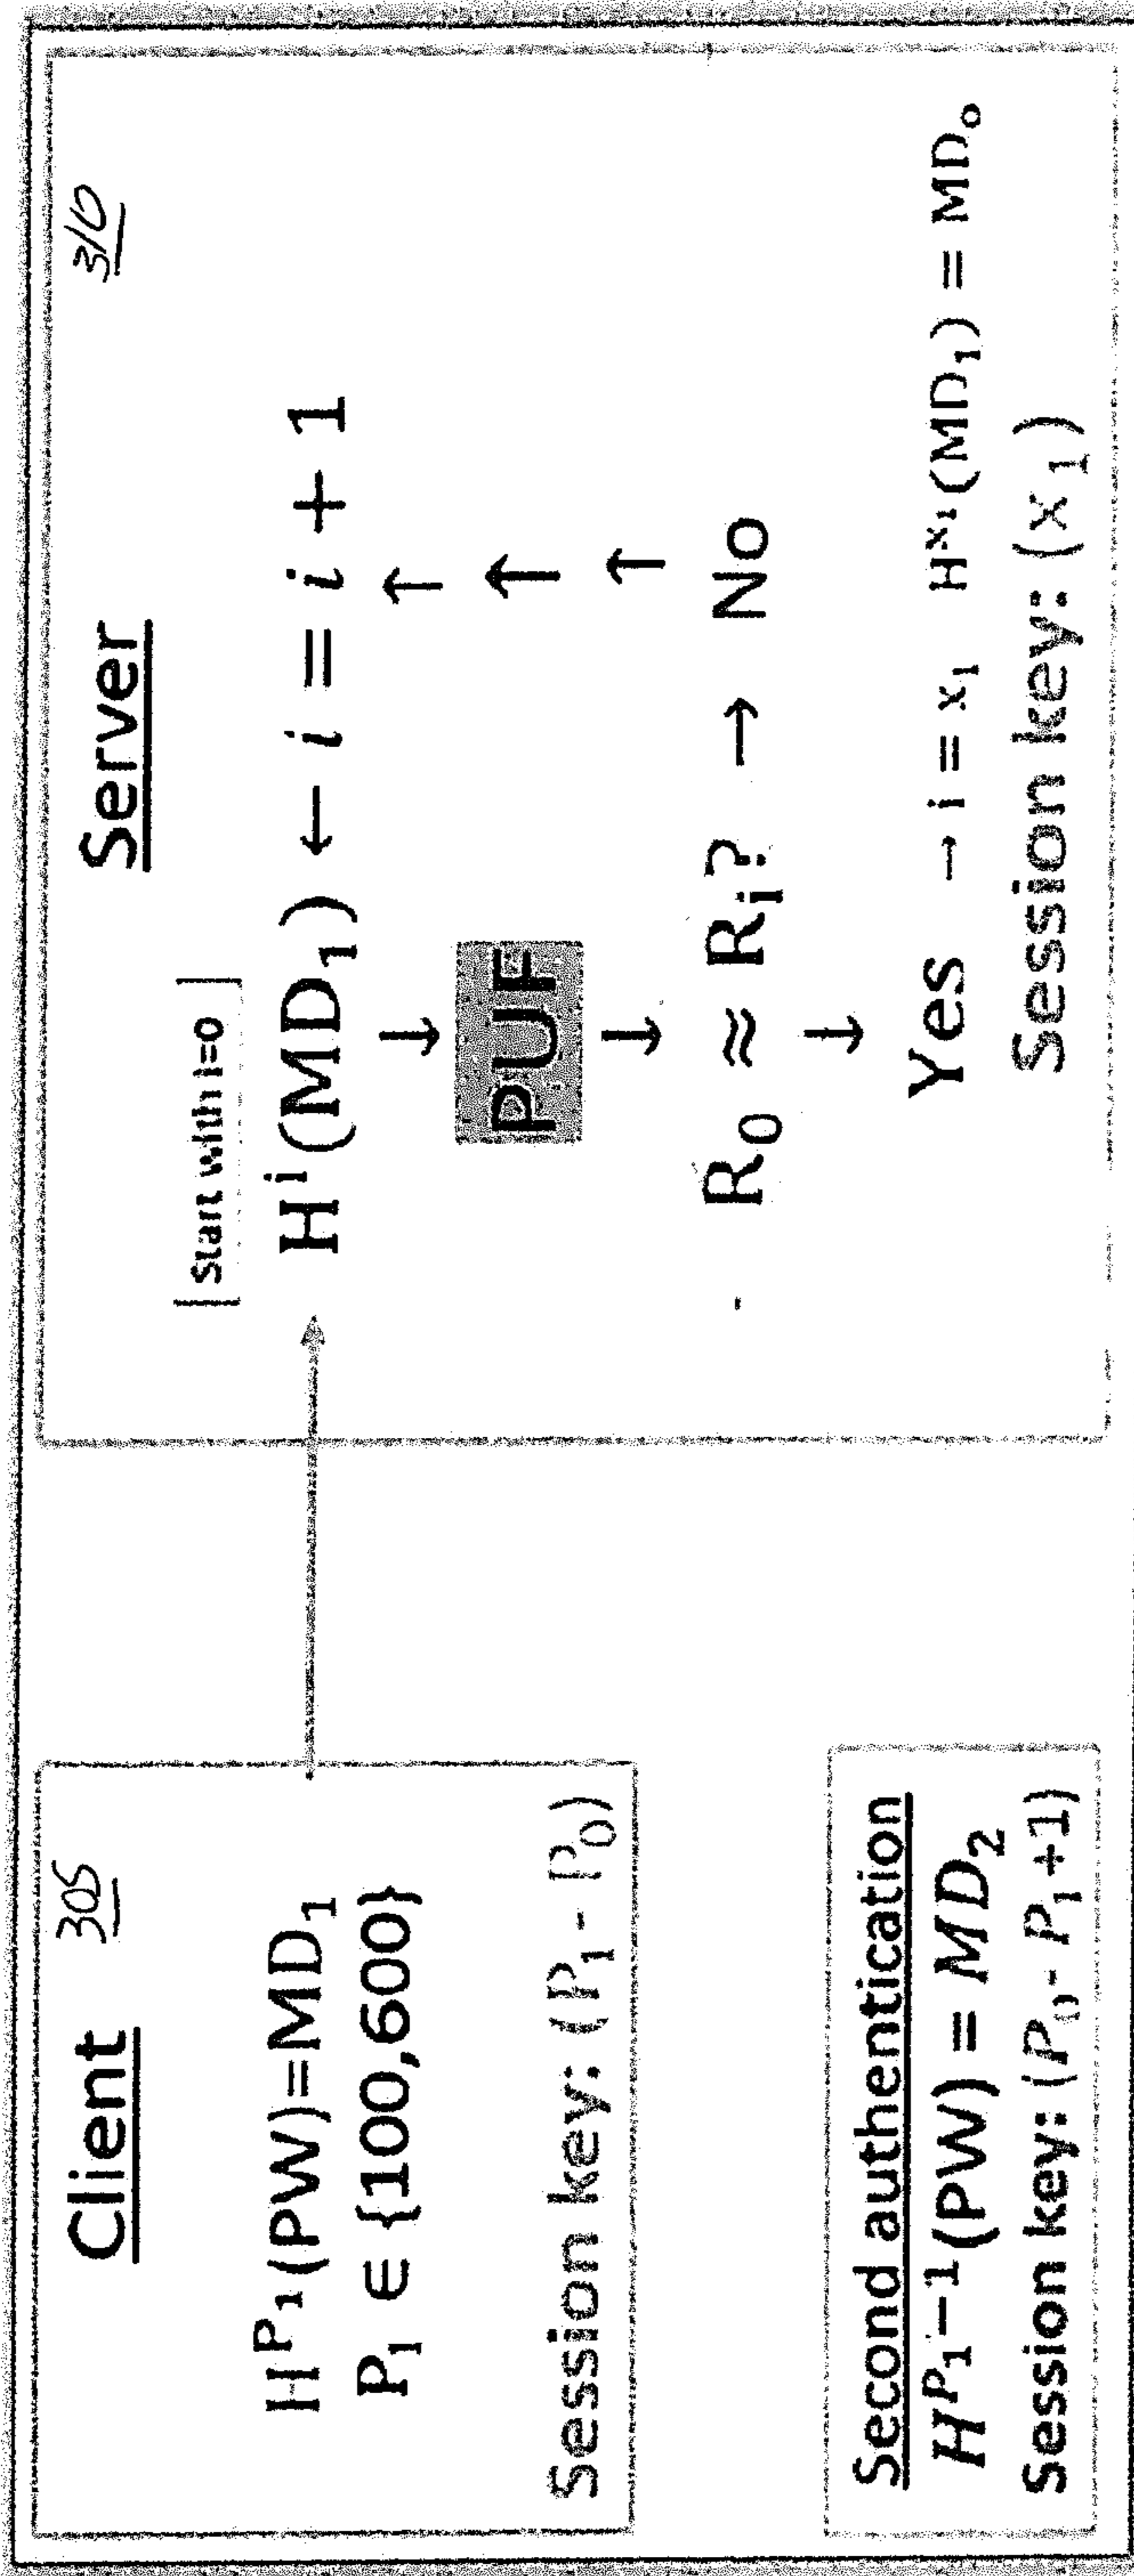 Client 305
H^P₁(PW)=MD₁
P₁ ∈ {100,600}
Session key: (P₁ - P₀)
Second authentication
H^P₁−1(PW) = MD₂
Session key: (P₀ - P₁ +1)
Server 310
[Start with i=0]
Hⁱ(MD₁) ← i = i + 1
↓ ↑
PUF ↑
↓ ↑
R₀ ≈ Rᵢ? → No
↓
Yes → i = x₁ H^x₁(MD₁) = MD₀
Session key: (x₁)